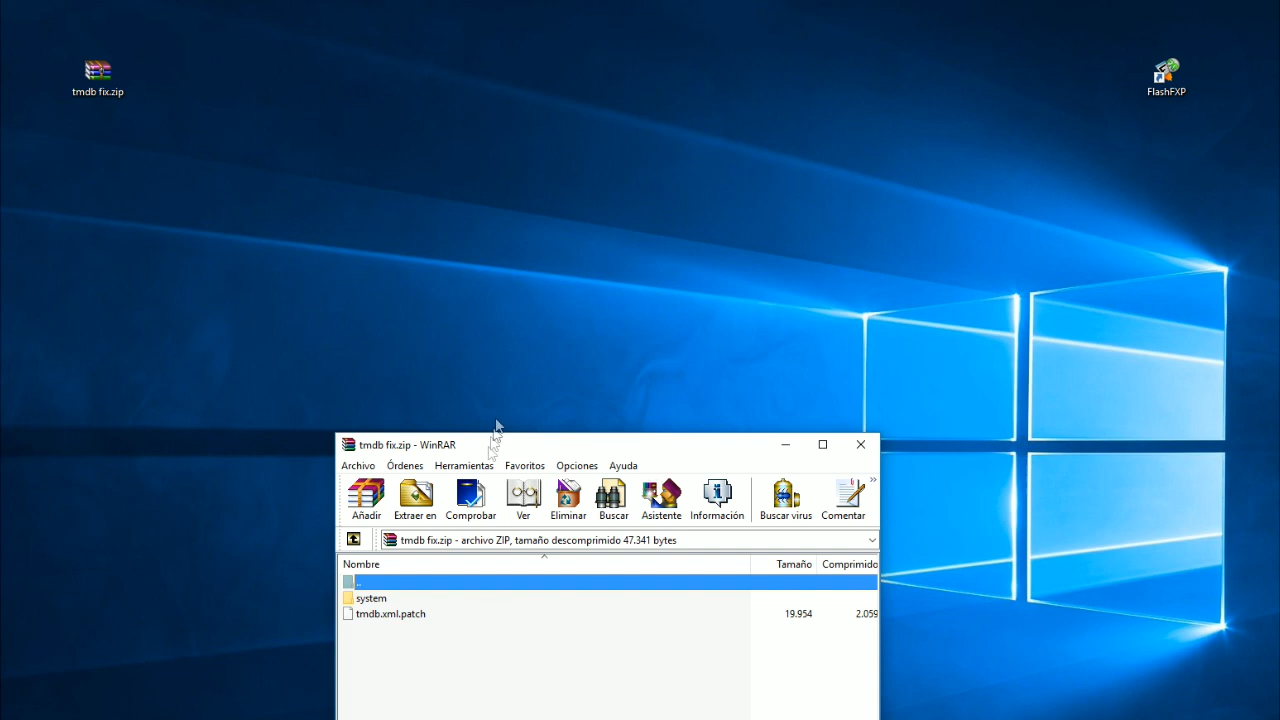 tmdb fix.zip
FlashFXP
tmdb fix.zip - WinRAR
Archivo Órdenes Herramientas Favoritos Opciones Ayuda
Añadir Extraer en Comprobar Ver Eliminar Buscar Asistente Información Buscar virus Comentar
tmdb fix.zip - archivo ZIP, tamaño descomprimido 47.341 bytes
Nombre Tamaño Comprimido
..
system
tmdb.xml.patch 19.954 2.059